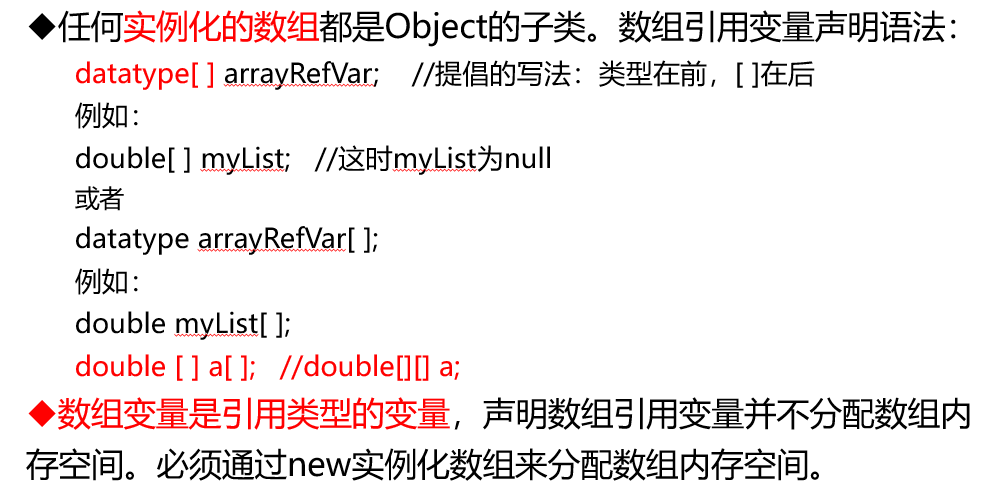 ◆任何实例化的数组都是Object的子类。数组引用变量声明语法：
datatype[ ] arrayRefVar; //提倡的写法：类型在前，[ ]在后
例如：
double[ ] myList; //这时myList为null
或者
datatype arrayRefVar[ ];
例如：
double myList[ ];
double [ ] a[ ]; //double[][] a;
◆数组变量是引用类型的变量，声明数组引用变量并不分配数组内
存空间。必须通过new实例化数组来分配数组内存空间。